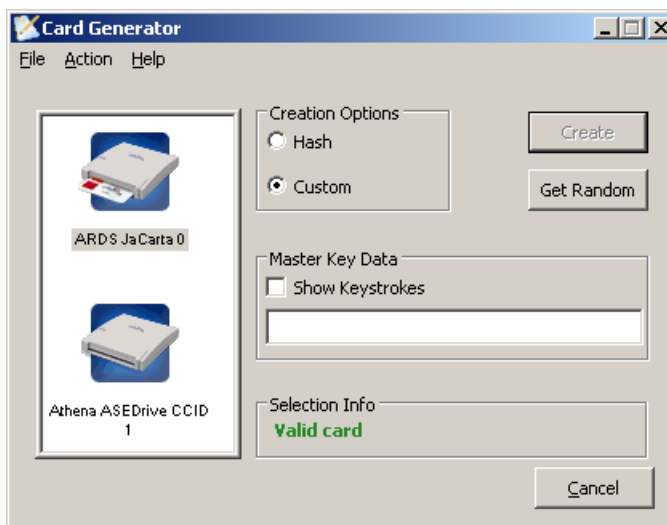 Card Generator
File Action Help
ARDS JaCarta 0
Athena ASEDrive CCID
1
Creation Options
Hash
Custom
Create
Get Random
Master Key Data
Show Keystrokes
Selection Info
Valid card
Cancel